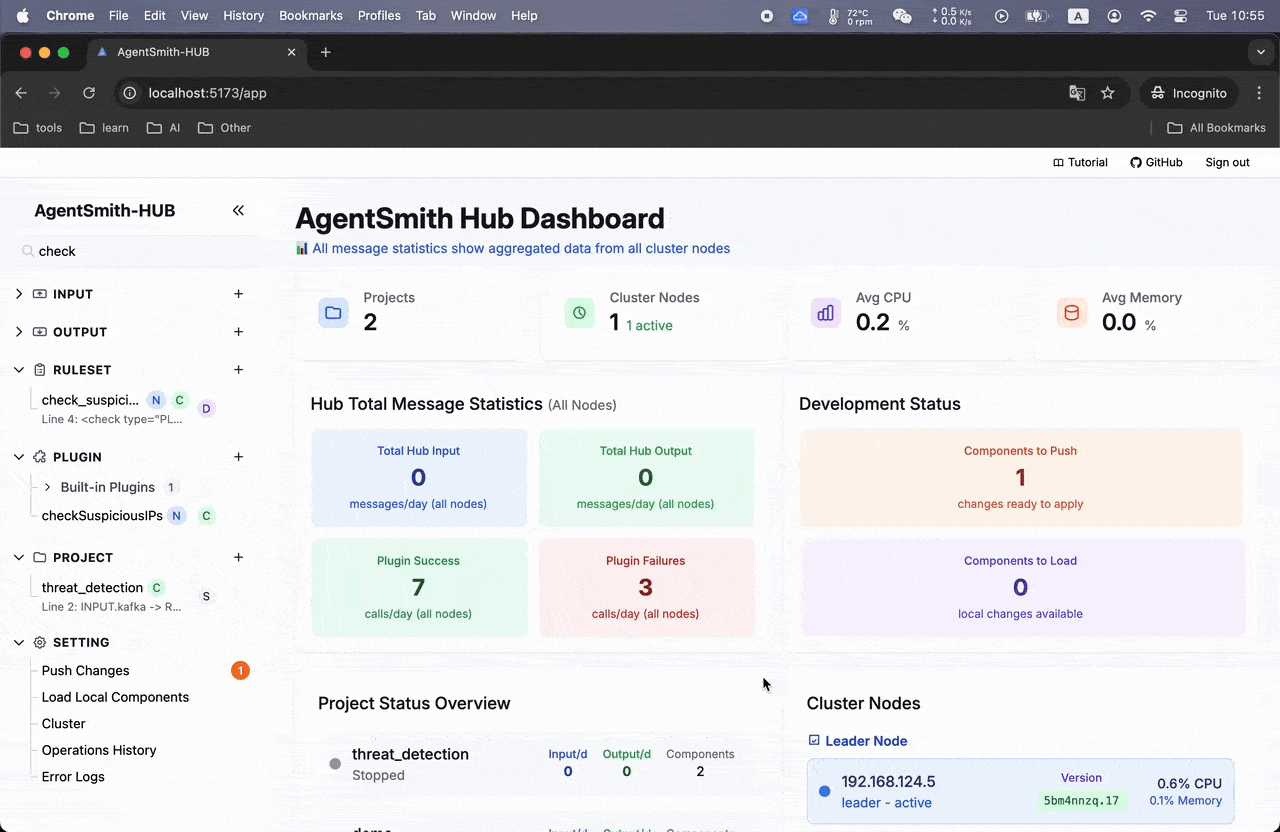 Chrome File Edit View History Bookmarks Profiles Tab Window Help 72°C 0 rpm 0.5 K/s 0.0 K/s A Tue 10:55
AgentSmith-HUB
localhost:5173/app Incognito
tools learn AI Other All Bookmarks
Tutorial GitHub Sign out
AgentSmith-HUB
check
INPUT
OUTPUT
RULESET
check_suspici... N C D
Line 4: <check type="PL...
PLUGIN
Built-in Plugins 1
checkSuspiciousIPs N C
PROJECT
threat_detection C S
Line 2: INPUT.kafka -> R...
SETTING
Push Changes 1
Load Local Components
Cluster
Operations History
Error Logs
AgentSmith Hub Dashboard
All message statistics show aggregated data from all cluster nodes
Projects
2
Cluster Nodes
1 1 active
Avg CPU
0.2 %
Avg Memory
0.0 %
Hub Total Message Statistics (All Nodes)
Total Hub Input
0
messages/day (all nodes)
Total Hub Output
0
messages/day (all nodes)
Plugin Success
7
calls/day (all nodes)
Plugin Failures
3
calls/day (all nodes)
Development Status
Components to Push
1
changes ready to apply
Components to Load
0
local changes available
Project Status Overview
threat_detection
Stopped
Input/d
0
Output/d
0
Components
2
Cluster Nodes
Leader Node
192.168.124.5
leader - active
Version
5bm4nnzq.17
0.6% CPU
0.1% Memory